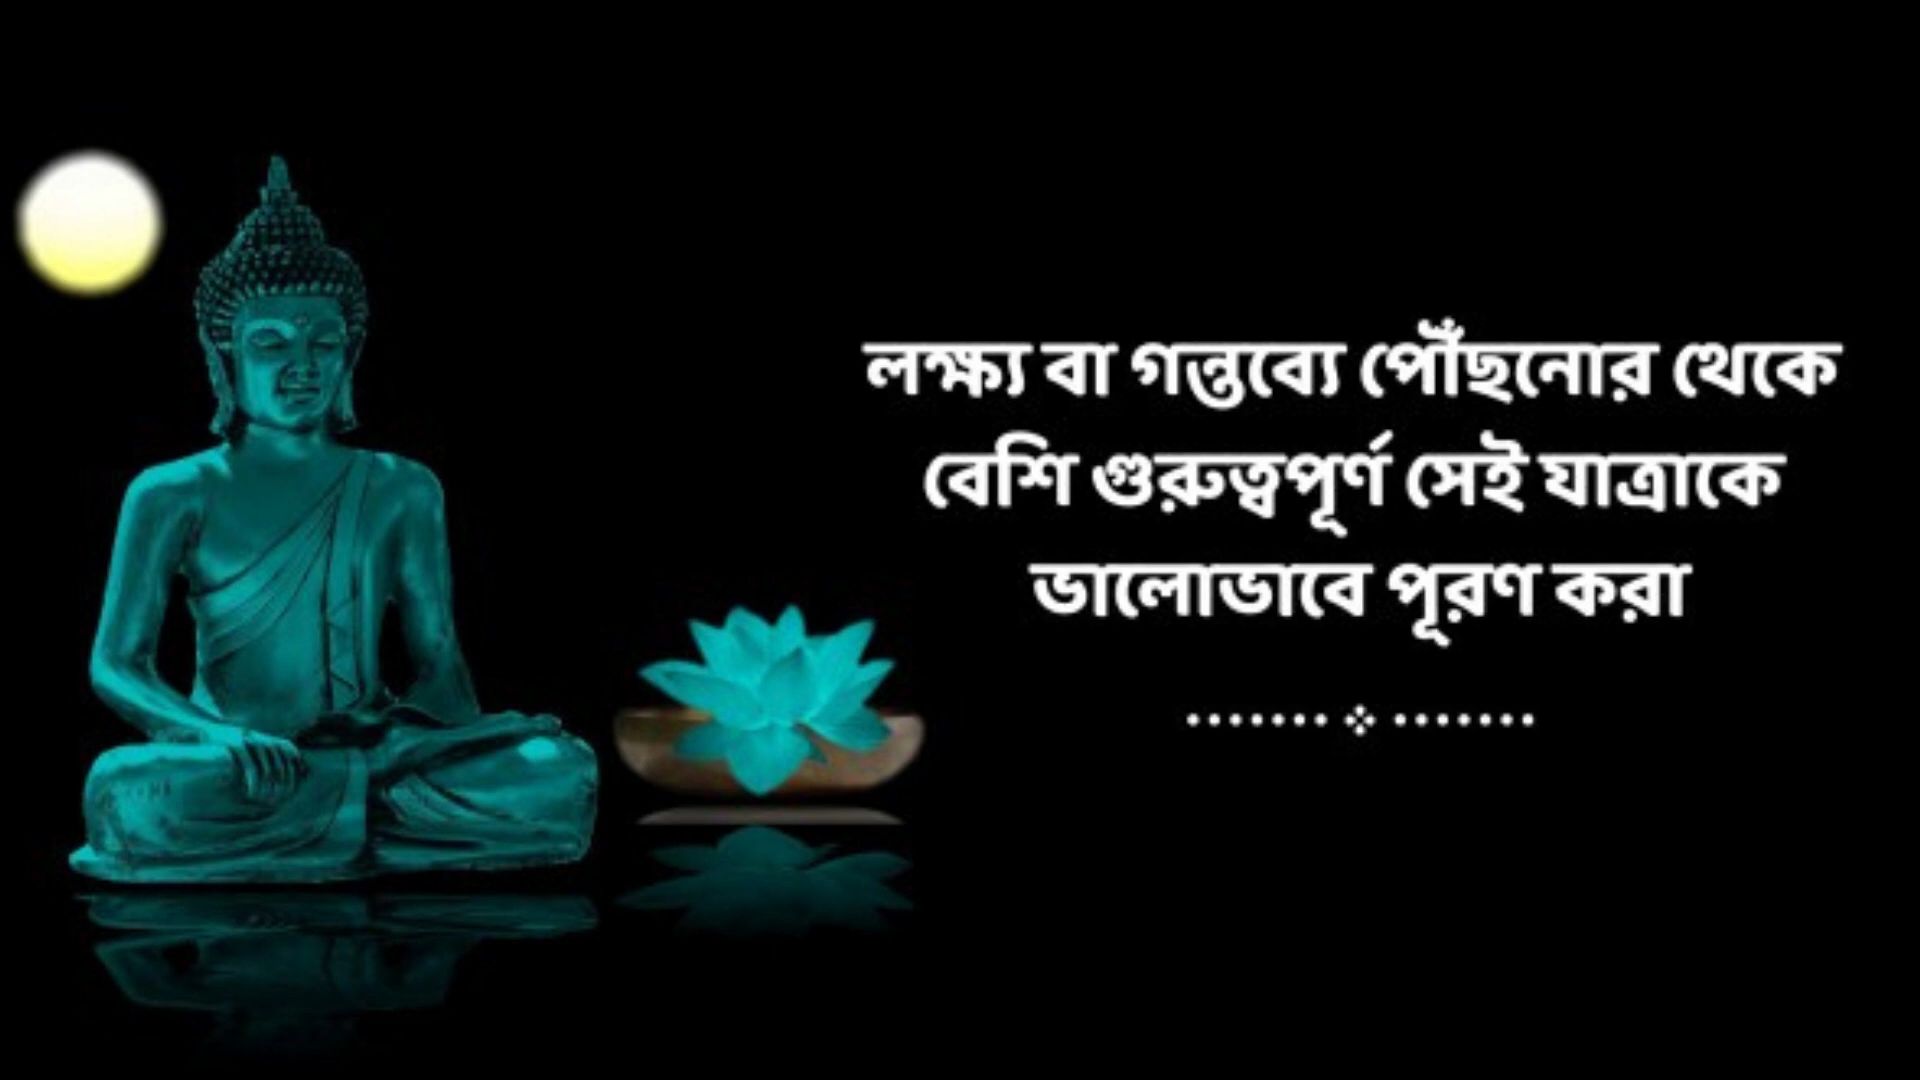 লক্ষ্য বা গন্তব্যে পৌঁছনোর থেকে
বেশি গুরুত্বপূর্ণ সেই যাত্রাকে
ভালোভাবে পূরণ করা